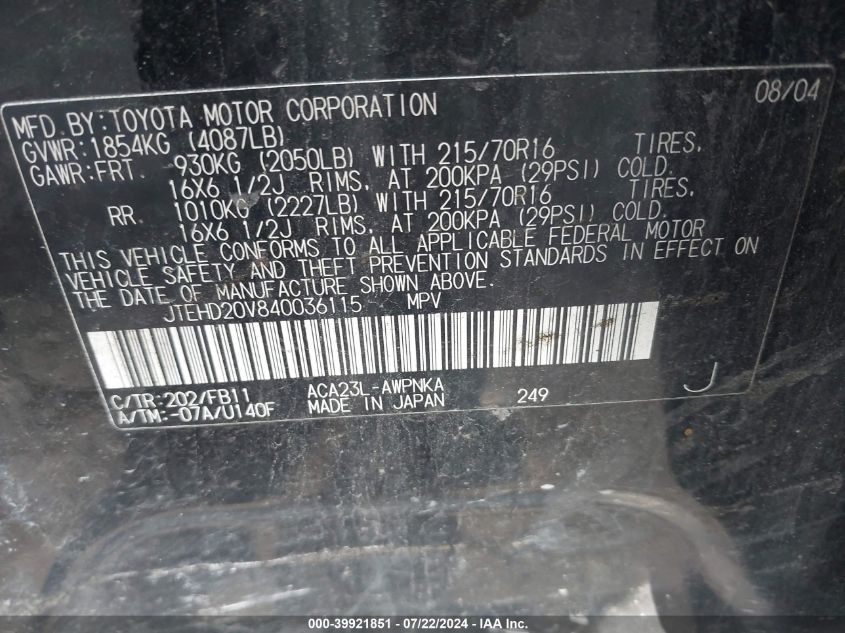 MFD.BY:TOYOTA MOTOR CORPORATION 08/04
GVWR:1854KG (4087LB)
GAWR:FRT. 930KG (2050LB) WITH 215/70R16 TIRES,
16X6 1/2J RIMS, AT 200KPA (29PSI) COLD.
RR. 1010KG (2227LB) WITH 215/70R16 TIRES,
16X6 1/2J RIMS, AT 200KPA (29PSI) COLD.
THIS VEHICLE CONFORMS TO ALL APPLICABLE FEDERAL MOTOR
VEHICLE SAFETY AND THEFT PREVENTION STANDARDS IN EFFECT ON
THE DATE OF MANUFACTURE SHOWN ABOVE.
JTEHD20V840036115 MPV
C/TR:202/FB11 ACA23L-AWPNKA
A/TM:-07A/U140F MADE IN JAPAN 249 J
000-39921851 - 07/22/2024 - IAA Inc.